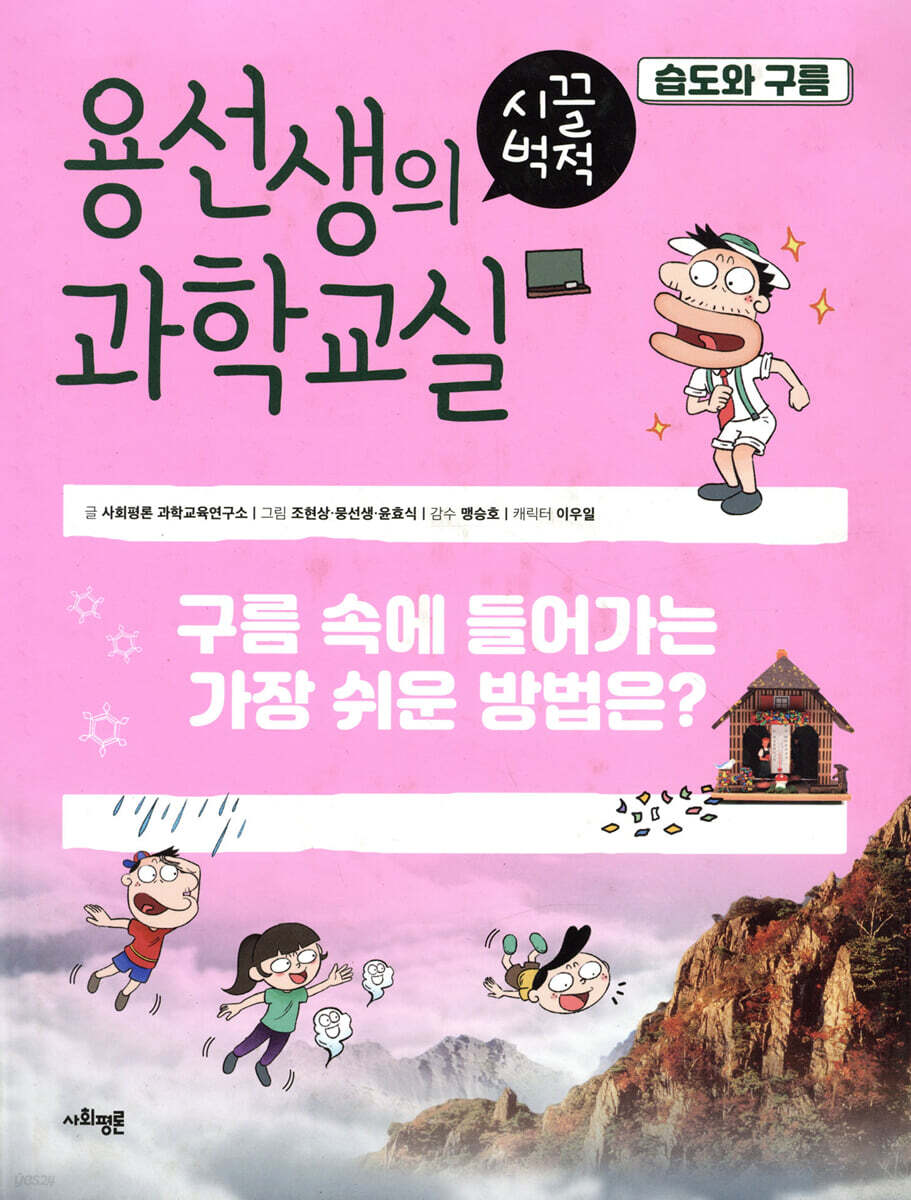 습도와 구름
시끌
벅적
용선생의
과학교실
글 사회평론 과학교육연구소 | 그림 조현상·뭉선생·윤효식 | 감수 맹승호 | 캐릭터 이우일
구름 속에 들어가는
가장 쉬운 방법은?
사회평론
yes24